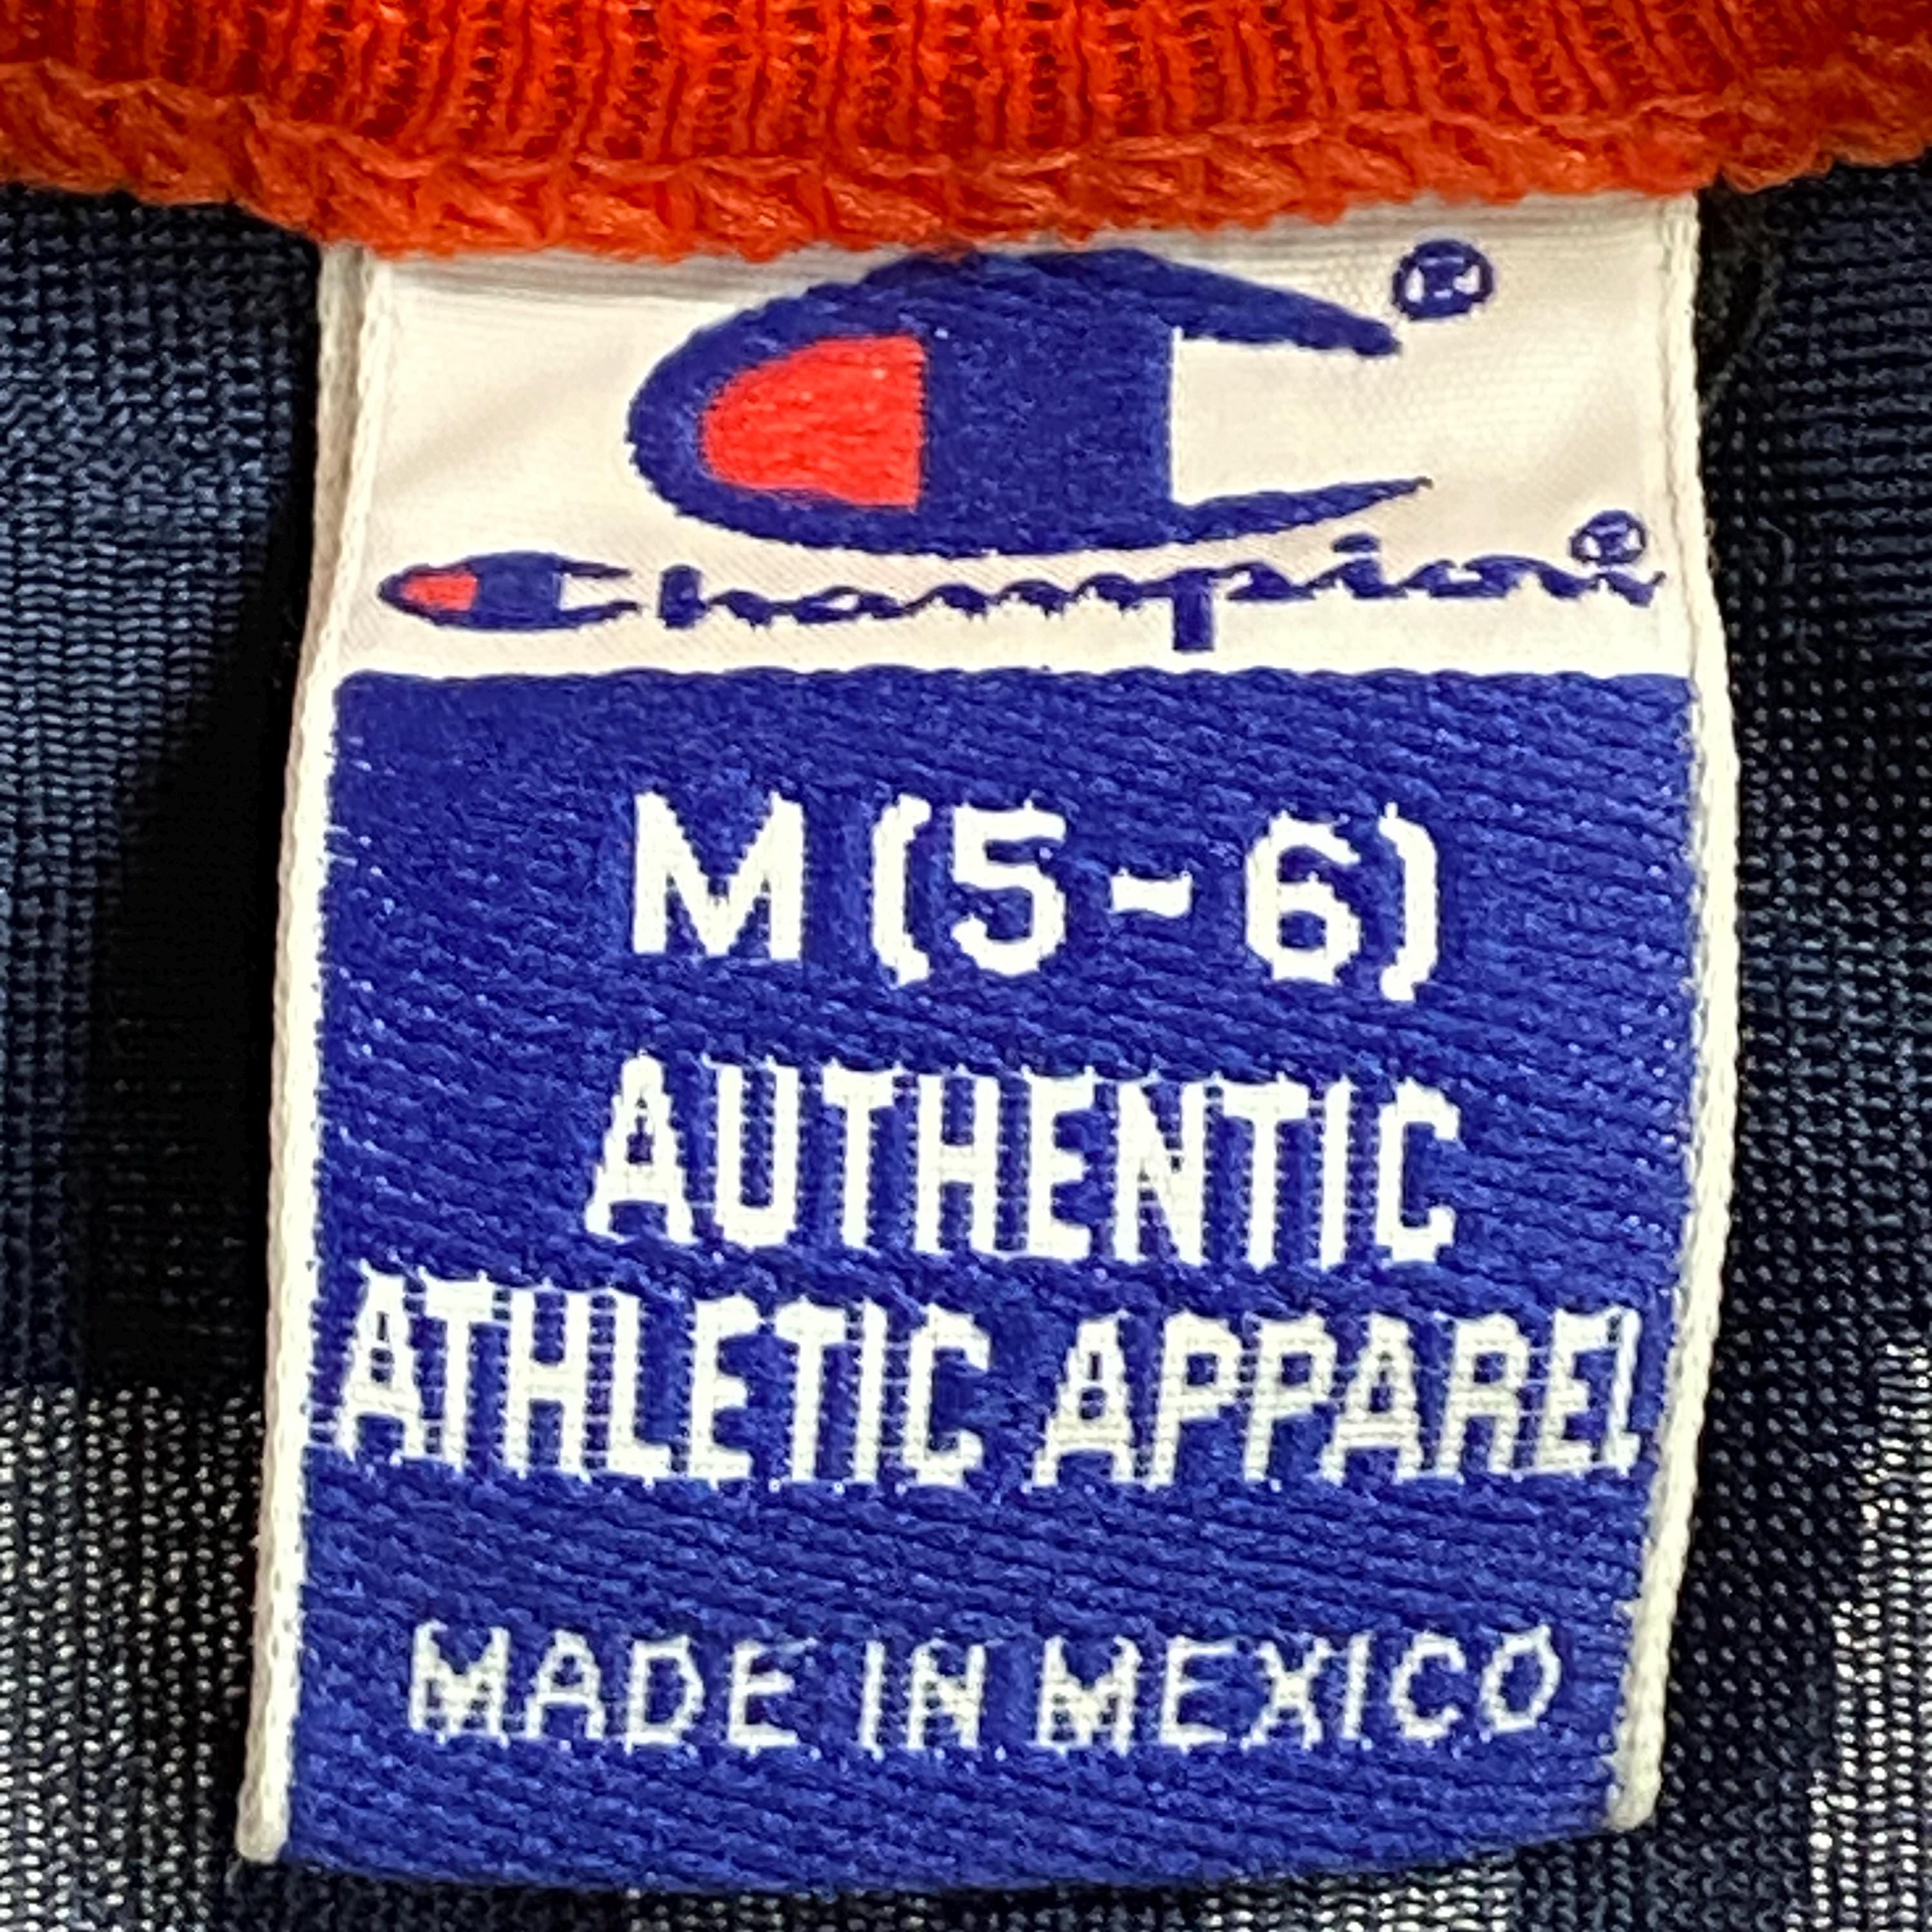 ®
Champion®
M (5-6)
AUTHENTIC
ATHLETIC APPAREL
MADE IN MEXICO